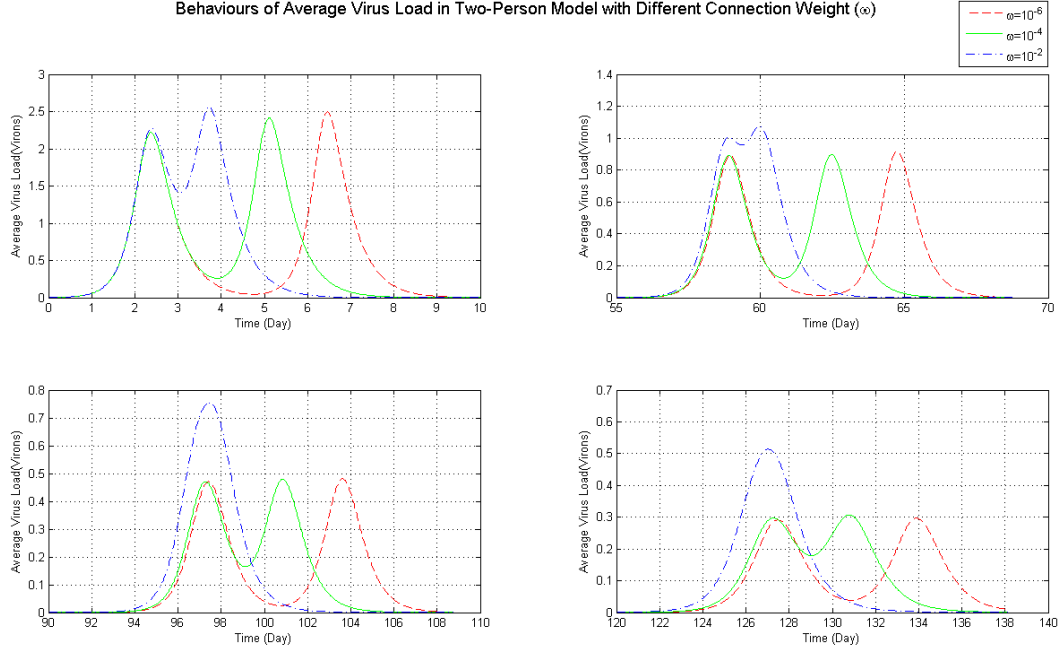 Behaviours of Average Virus Load in Two-Person Model with Different Connection Weight (ω)
ω=10-6
ω=10-4
ω=10-2
Average Virus Load(Virons)
3
2.5
2
1.5
1
0.5
0
0 1 2 3 4 5 6 7 8 9 10
Time (Day)
Average Virus Load(Virons)
1.4
1.2
1
0.8
0.6
0.4
0.2
0
55 60 65 70
Time (Day)
Average Virus Load(Virons)
0.8
0.7
0.6
0.5
0.4
0.3
0.2
0.1
0
90 92 94 96 98 100 102 104 106 108 110
Time (Day)
Average Virus Load(Virons)
0.7
0.6
0.5
0.4
0.3
0.2
0.1
0
120 122 124 126 128 130 132 134 136 138 140
Time (Day)